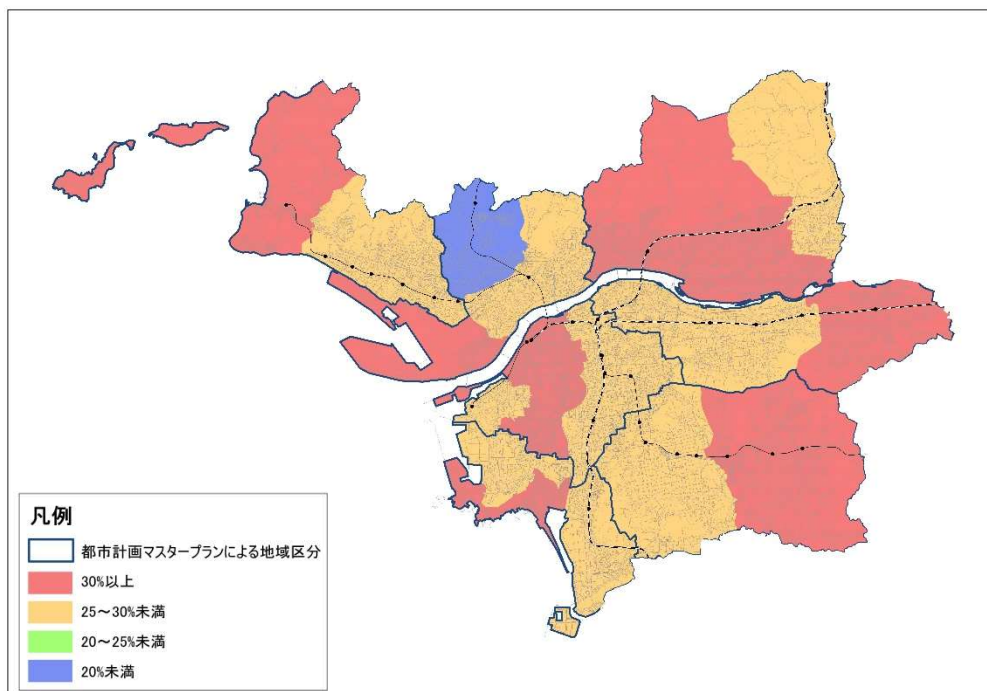 凡例
都市計画マスタープランによる地域区分
30%以上
25～30%未満
20～25%未満
20%未満